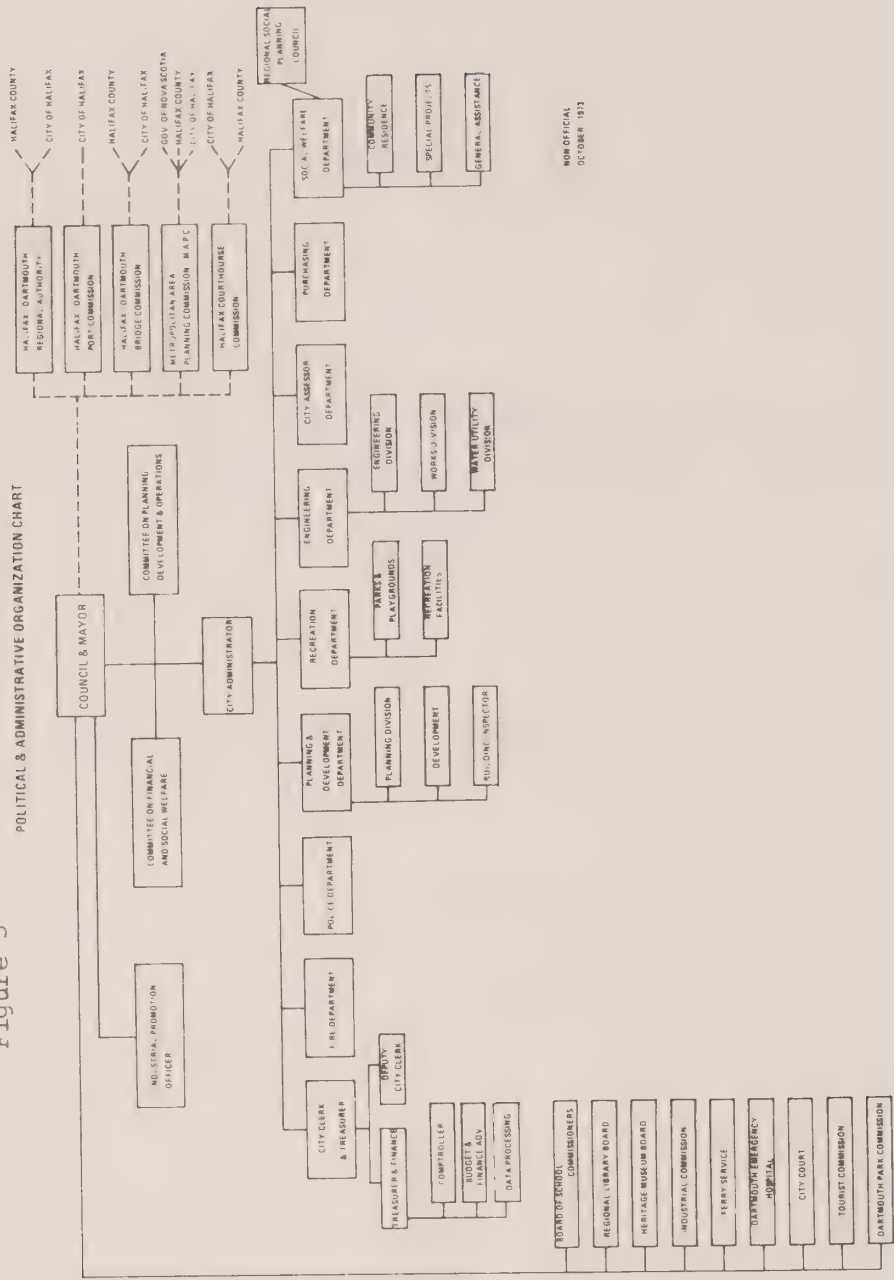 Figure 5
POLITICAL & ADMINISTRATIVE ORGANIZATION CHART
COUNCIL & MAYOR
INDUSTRIAL PROMOTION
OFFICER
COMMITTEE ON FINANCIAL
AND SOCIAL WELFARE
COMMITTEE ON PLANNING
DEVELOPMENT & OPERATIONS
CITY ADMINISTRATOR
HALIFAX DARTMOUTH
REGIONAL AUTHORITY
HALIFAX COUNTY
CITY OF HALIFAX
HALIFAX DARTMOUTH
PORT COMMISSION
CITY OF HALIFAX
HALIFAX DARTMOUTH
BRIDGE COMMISSION
HALIFAX COUNTY
CITY OF HALIFAX
METROPOLITAN AREA
PLANNING COMMISSION M A P C
GOV OF NOVA SCOTIA
HALIFAX COUNTY
CITY OF HALIFAX
HALIFAX COURTHOURSE
COMMISSION
CITY OF HALIFAX
HALIFAX COUNTY
CITY CLERK
& TREASURER
TREASURER & FINANCE
DEPUTY
CITY CLERK
COMPTROLLER
BUDGET &
FINANCE ADV
DATA PROCESSING
FIRE DEPARTMENT
POLICE DEPARTMENT
PLANNING &
DEVELOPMENT
DEPARTMENT
PLANNING DIVISION
DEVELOPMENT
BUILDING INSPECTOR
RECREATION
DEPARTMENT
PARKS &
PLAYGROUNDS
RECREATION
FACILITIES
ENGINEERING
DEPARTMENT
ENGINEERING
DIVISION
WORKS DIVISION
WATER UTILITY
DIVISION
CITY ASSESSOR
DEPARTMENT
PURCHASING
DEPARTMENT
SOCIAL WELFARE
DEPARTMENT
REGIONAL SOCIAL
PLANNING
COUNCIL
COMMUNITY
RESIDENCE
SPECIAL PROJECTS
GENERAL ASSISTANCE
BOARD OF SCHOOL
COMMISSIONERS
REGIONAL LIBRARY BOARD
HERITAGE MUSEUM BOARD
INDUSTRIAL COMMISSION
FERRY SERVICE
DARTMOUTH EMERGENCY
HOSPITAL
CITY COURT
TOURIST COMMISSION
DARTMOUTH PARK COMMISSION
NON OFFICIAL
OCTOBER 1973